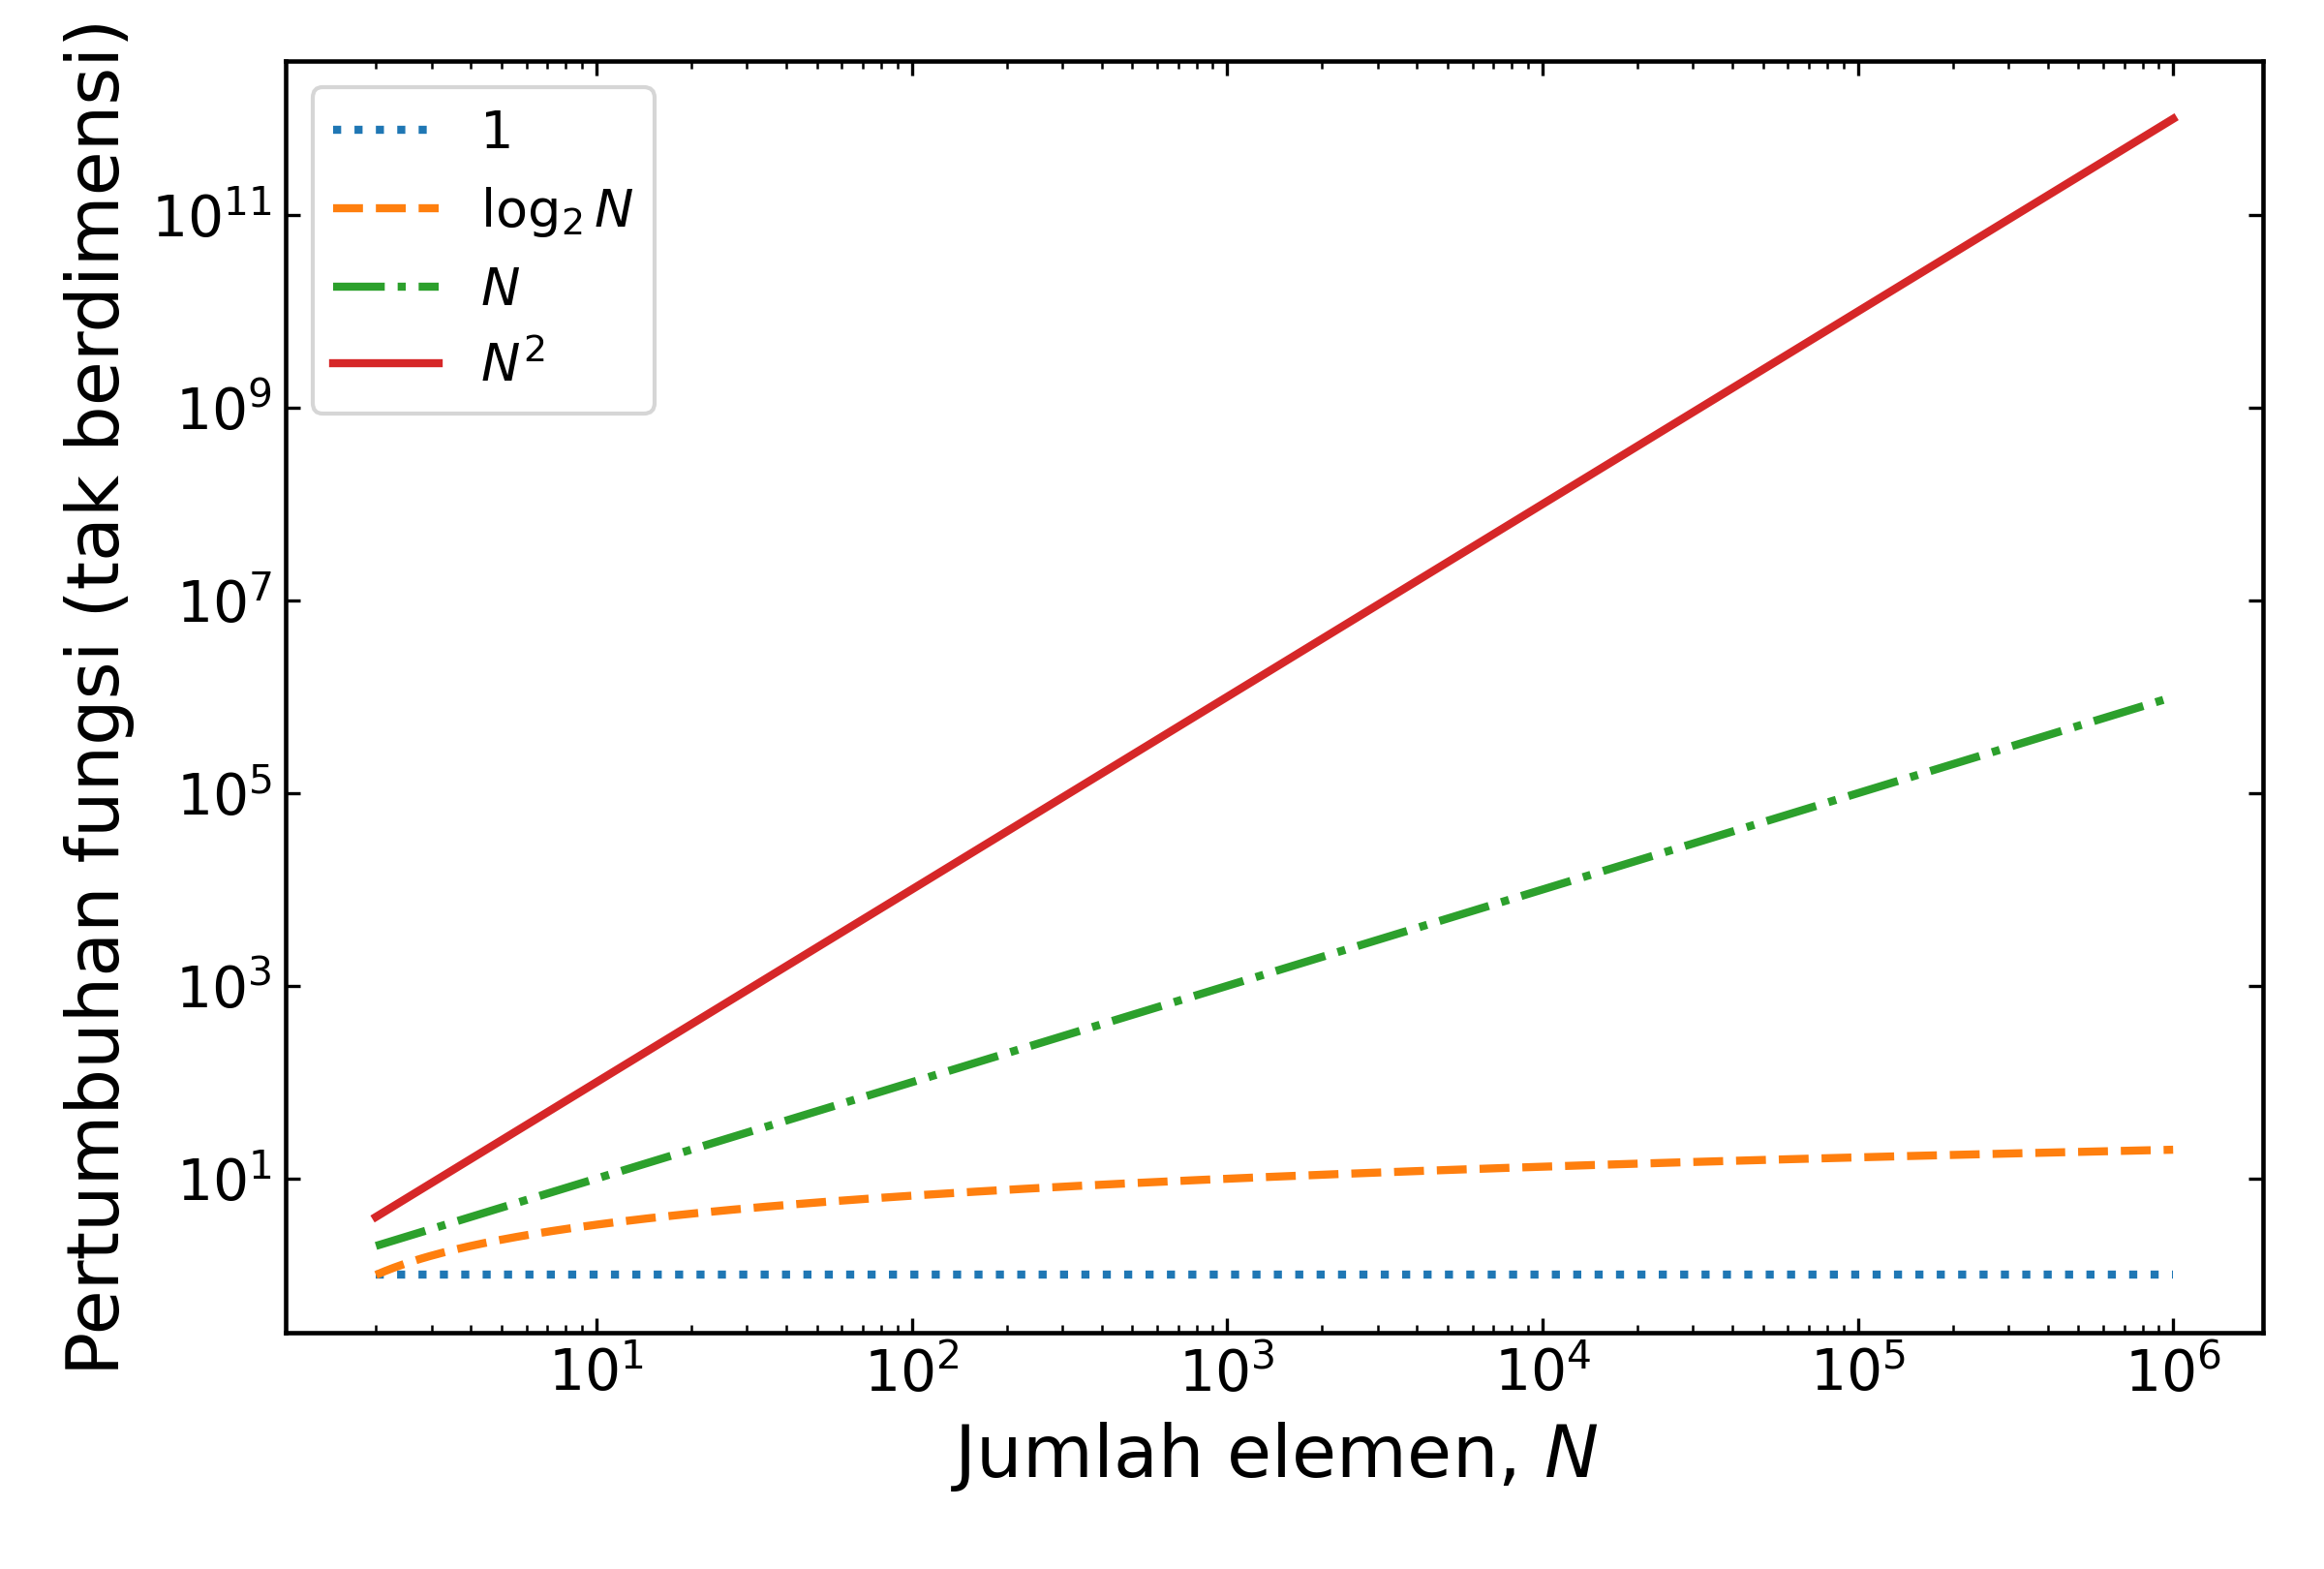 Pertumbuhan fungsi (tak berdimensi)
10¹¹
10⁹
10⁷
10⁵
10³
10¹
1
log₂ N
N
N²
10¹ 10² 10³ 10⁴ 10⁵ 10⁶
Jumlah elemen, N